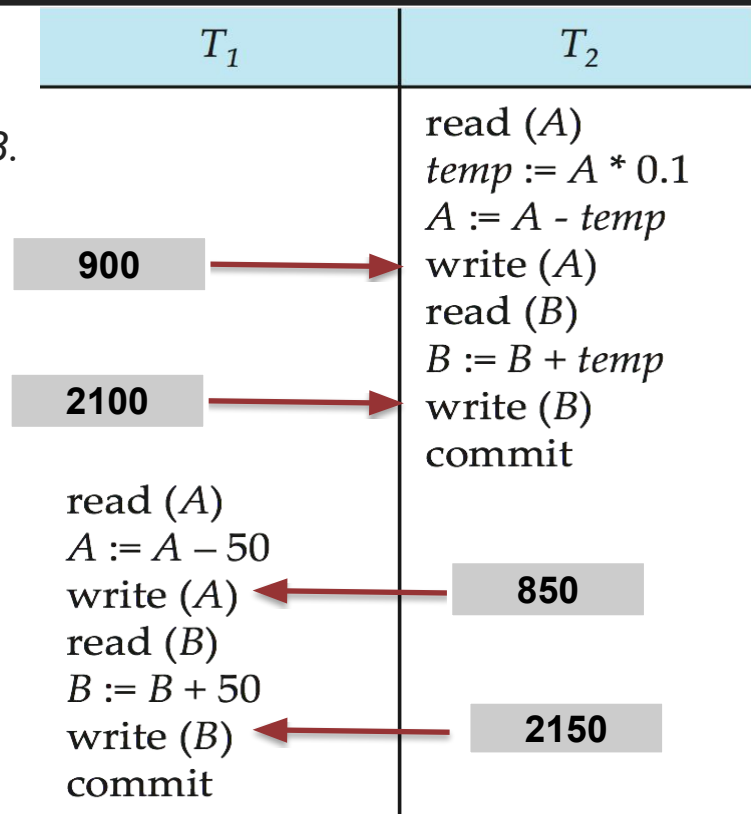 T1 T2
B.
read (A)
temp := A * 0.1
A := A - temp
900
write (A)
read (B)
B := B + temp
2100
write (B)
commit
read (A)
A := A – 50
write (A)
850
read (B)
B := B + 50
write (B)
2150
commit